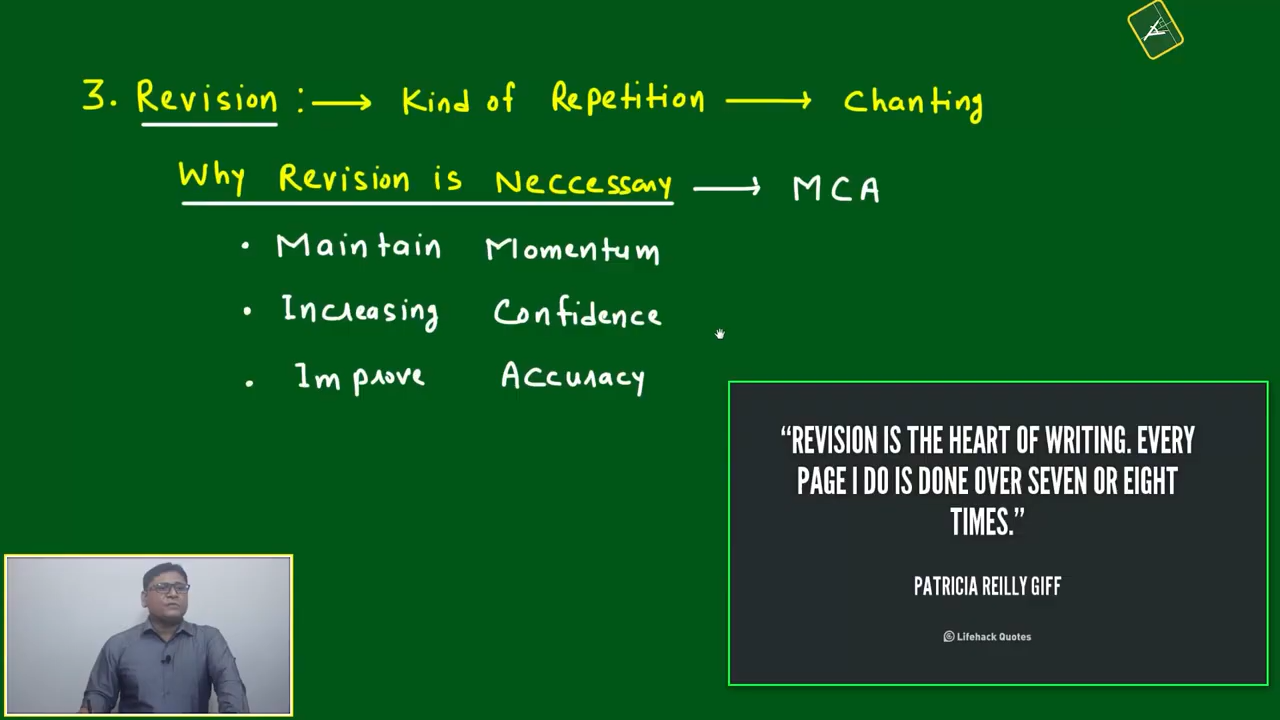 3. Revision : → Kind of Repetition → Chanting
Why Revision is Neccessary → MCA
• Maintain Momentum
• Increasing Confidence
• Improve Accuracy
“REVISION IS THE HEART OF WRITING. EVERY
PAGE I DO IS DONE OVER SEVEN OR EIGHT
TIMES.”
PATRICIA REILLY GIFF
Lifehack Quotes